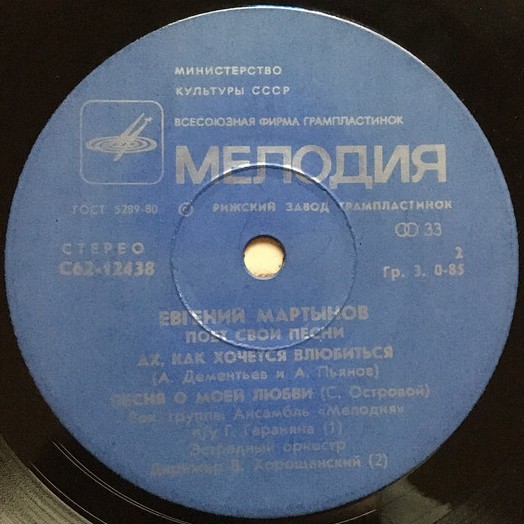 МИНИСТЕРСТВО
КУЛЬТУРЫ СССР
ВСЕСОЮЗНАЯ ФИРМА ГРАМПЛАСТИНОК
МЕЛОДИЯ
ГОСТ 5289-80 © РИЖСКИЙ ЗАВОД ГРАМПЛАСТИНОК
33
СТЕРЕО 2
С62-12438 Гр. 3. 0-85
ЕВГЕНИЙ МАРТЫНОВ
ПОЕТ СВОИ ПЕСНИ
АХ, КАК ХОЧЕТСЯ ВЛЮБИТЬСЯ
(А. Дементьев и А. Пьянов)
ПЕСНЯ О МОЕЙ ЛЮБВИ (С. Островой)
Вок. группа; Ансамбль «Мелодия»
п/у Г. Гараняна (1)
Эстрадный оркестр
Дирижер В. Хорощанский (2)